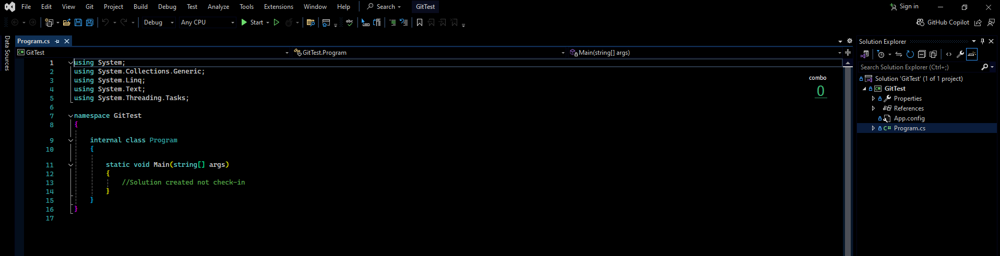 File Edit View Git Project Build Debug Test Analyze Tools Extensions Window Help Search GitTest Sign in
Debug Any CPU Start abc GitHub Copilot
Data Sources
Program.cs
GitTest GitTest.Program Main(string[] args)
1 using System;
2 using System.Collections.Generic;
3 using System.Linq;
4 using System.Text;
5 using System.Threading.Tasks;
6
7 namespace GitTest
8 {
9 internal class Program
10 {
11 static void Main(string[] args)
12 {
13 //Solution created not check-in
14 }
15 }
16 }
17
combo
0
Solution Explorer
Search Solution Explorer (Ctrl+;)
Solution 'GitTest' (1 of 1 project)
C# GitTest
Properties
References
App.config
C# Program.cs